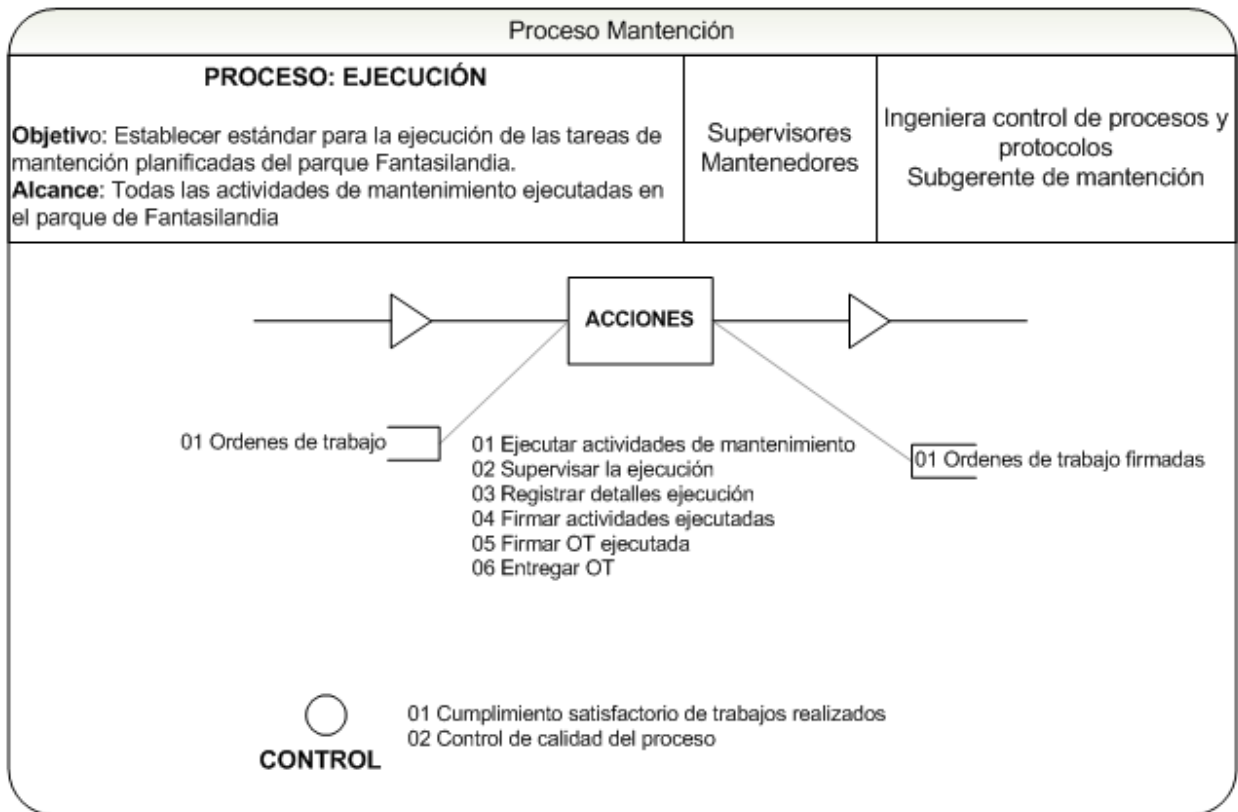 Proceso Mantención
PROCESO: EJECUCIÓN
Objetivo: Establecer estándar para la ejecución de las tareas de
mantención planificadas del parque Fantasilandia.
Alcance: Todas las actividades de mantenimiento ejecutadas en
el parque de Fantasilandia
Supervisores
Mantenedores
Ingeniera control de procesos y
protocolos
Subgerente de mantención
ACCIONES
01 Ordenes de trabajo
01 Ejecutar actividades de mantenimiento
02 Supervisar la ejecución
03 Registrar detalles ejecución
04 Firmar actividades ejecutadas
05 Firmar OT ejecutada
06 Entregar OT
01 Ordenes de trabajo firmadas
CONTROL
01 Cumplimiento satisfactorio de trabajos realizados
02 Control de calidad del proceso